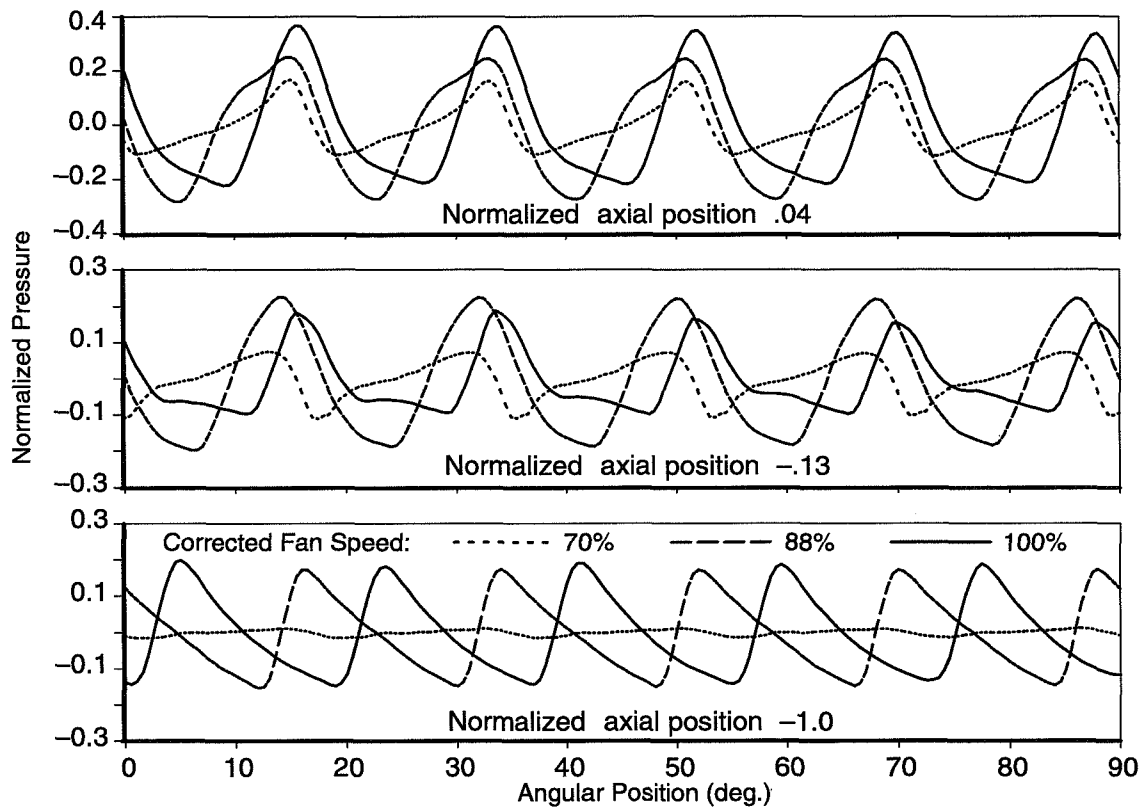 0.4
0.2
0.0
−0.2
−0.4
Normalized axial position .04
Normalized Pressure
0.3
0.1
−0.1
−0.3
Normalized axial position −.13
0.3
0.1
−0.1
−0.3
Corrected Fan Speed: 70% 88% 100%
Normalized axial position −1.0
0 10 20 30 40 50 60 70 80 90
Angular Position (deg.)